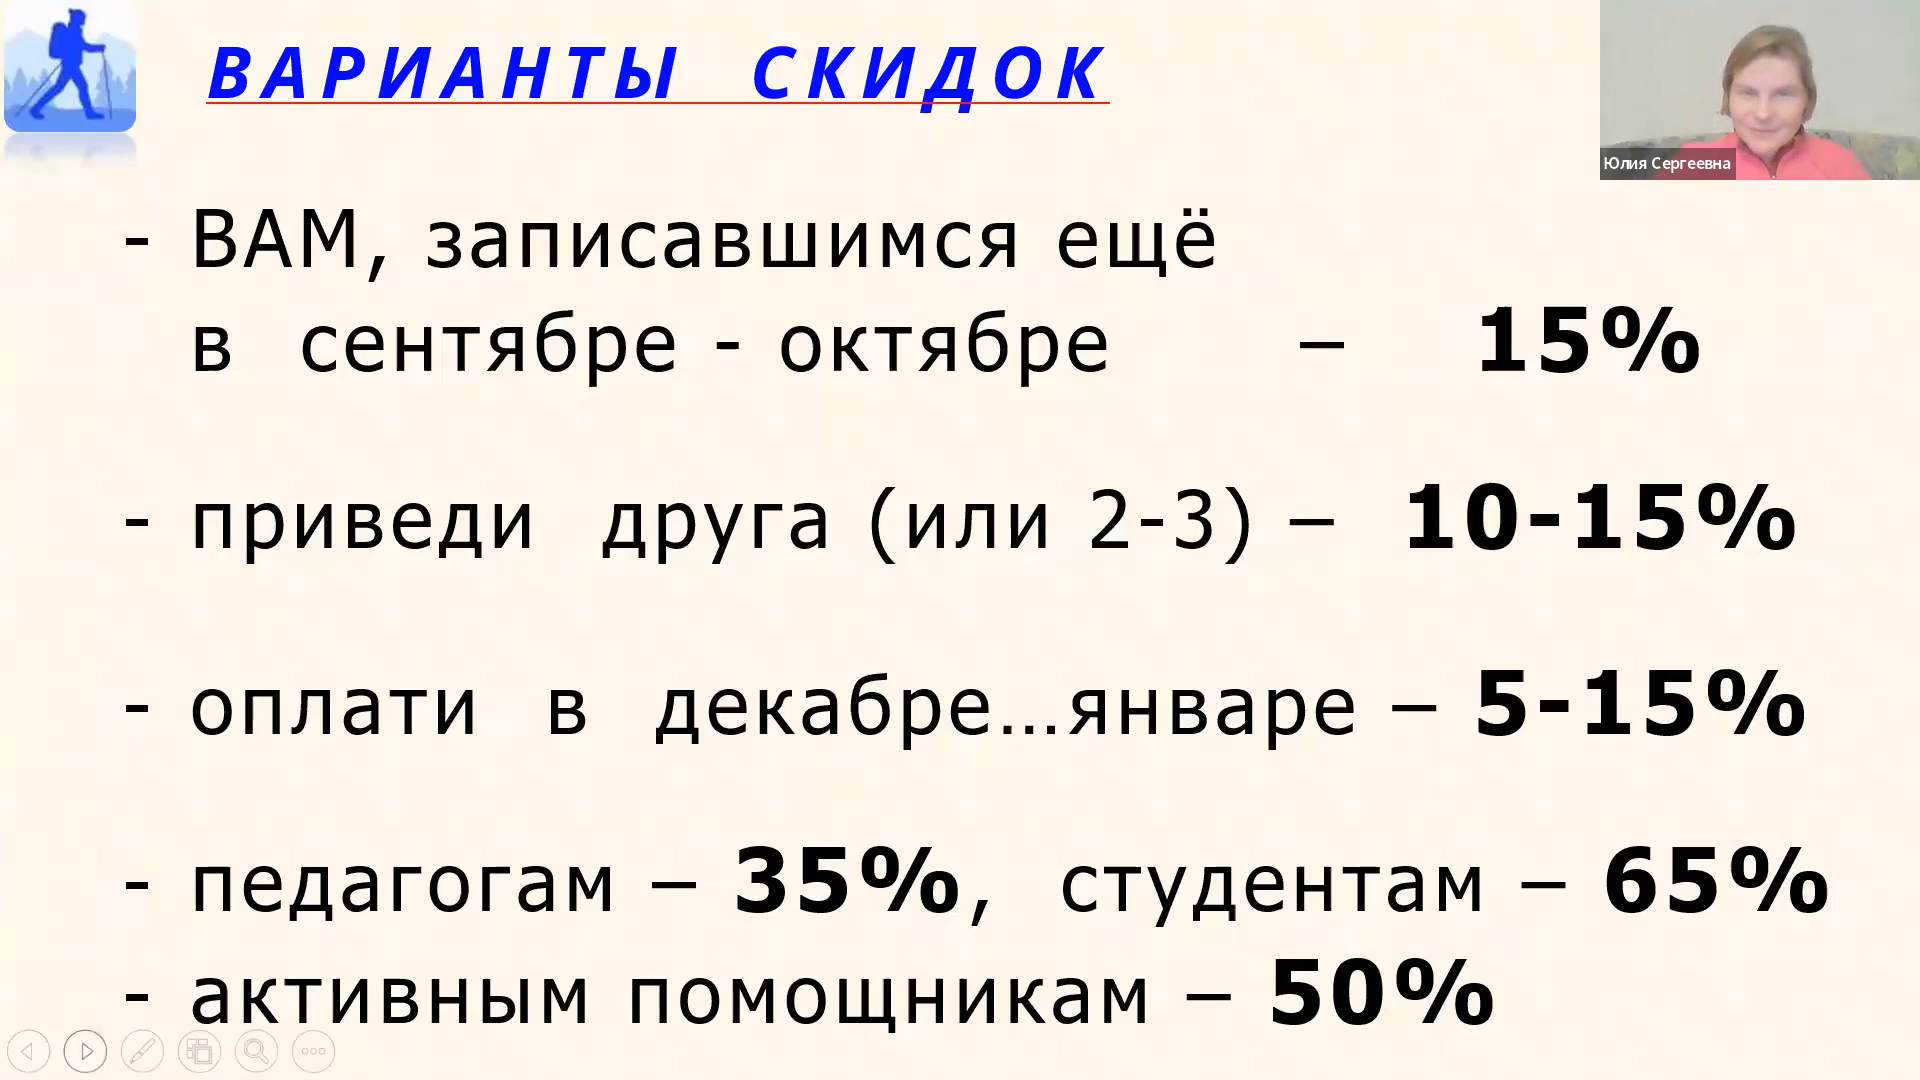 ВАРИАНТЫ СКИДОК
Юлия Сергеевна
- ВАМ, записавшимся ещё
в сентябре - октябре – 15%
- приведи друга (или 2-3) – 10-15%
- оплати в декабре...январе – 5-15%
- педагогам – 35%, студентам – 65%
- активным помощникам – 50%